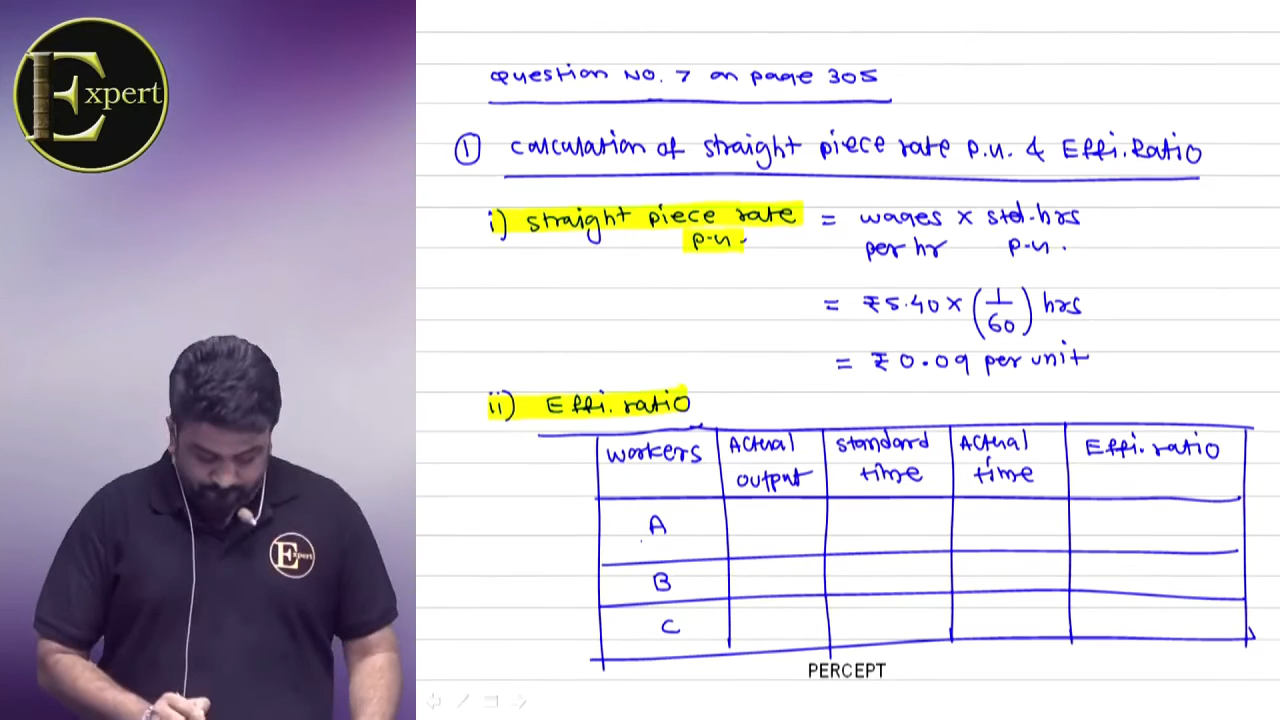 Expert
Question No. 7 on page 305
① Calculation of straight piece rate p.u. & Effi. Ratio
i) straight piece rate = wages × std. hrs
p.u. per hr p.u.
= ₹5.40 × (1/60) hrs
= ₹0.09 per unit
ii) Effi. ratio
workers Actual output standard time Actual time Effi. ratio
A
B
C
Expert
PERCEPT